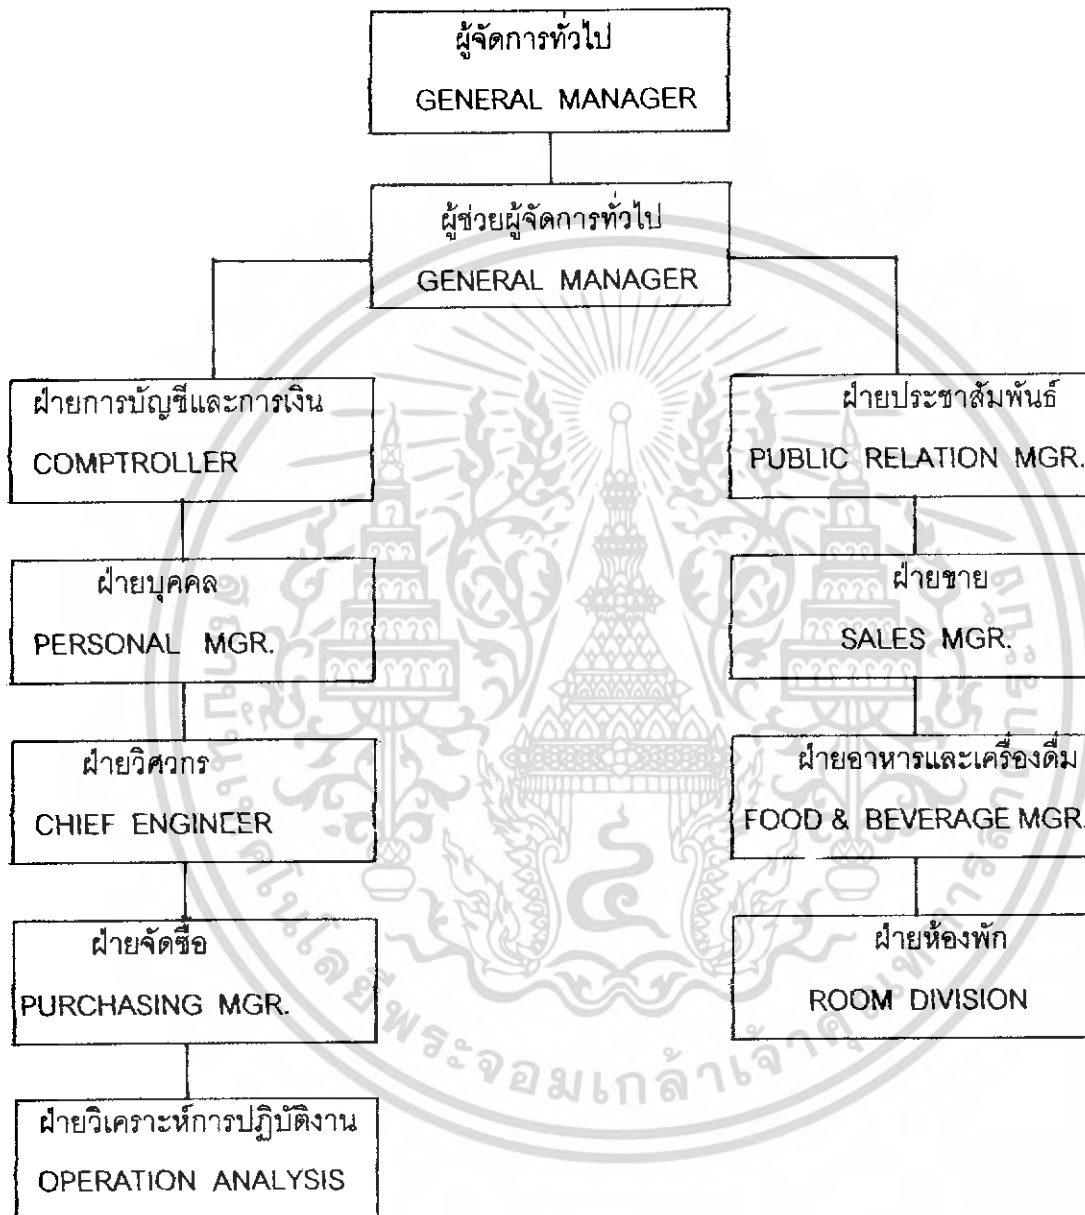 ผู้จัดการทั่วไป
GENERAL MANAGER
ผู้ช่วยผู้จัดการทั่วไป
GENERAL MANAGER
ฝ่ายการบัญชีและการเงิน
COMPTROLLER
ฝ่ายประชาสัมพันธ์
PUBLIC RELATION MGR.
ฝ่ายบุคคล
PERSONAL MGR.
ฝ่ายขาย
SALES MGR.
ฝ่ายวิศวกร
CHIEF ENGINEER
ฝ่ายอาหารและเครื่องดื่ม
FOOD & BEVERAGE MGR.
ฝ่ายจัดซื้อ
PURCHASING MGR.
ฝ่ายห้องพัก
ROOM DIVISION
ฝ่ายวิเคราะห์การปฏิบัติงาน
OPERATION ANALYSIS